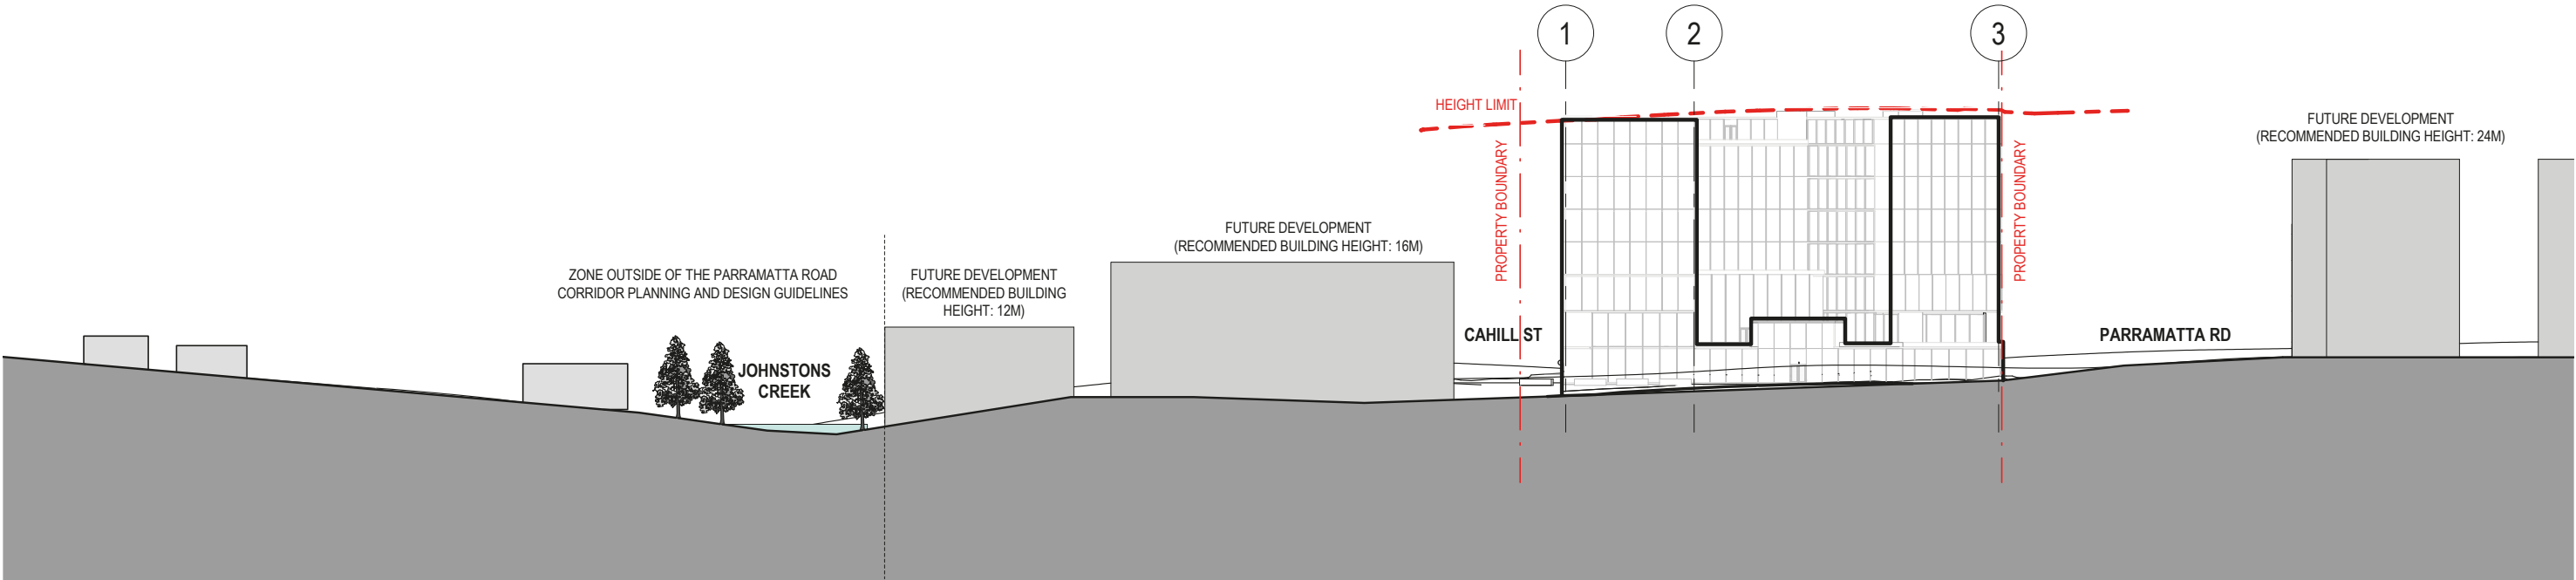 1
2
3
HEIGHT LIMIT
FUTURE DEVELOPMENT
(RECOMMENDED BUILDING HEIGHT: 24M)
PROPERTY BOUNDARY
PROPERTY BOUNDARY
FUTURE DEVELOPMENT
(RECOMMENDED BUILDING HEIGHT: 16M)
ZONE OUTSIDE OF THE PARRAMATTA ROAD
CORRIDOR PLANNING AND DESIGN GUIDELINES
FUTURE DEVELOPMENT
(RECOMMENDED BUILDING
HEIGHT: 12M)
CAHILL ST
PARRAMATTA RD
JOHNSTONS
CREEK